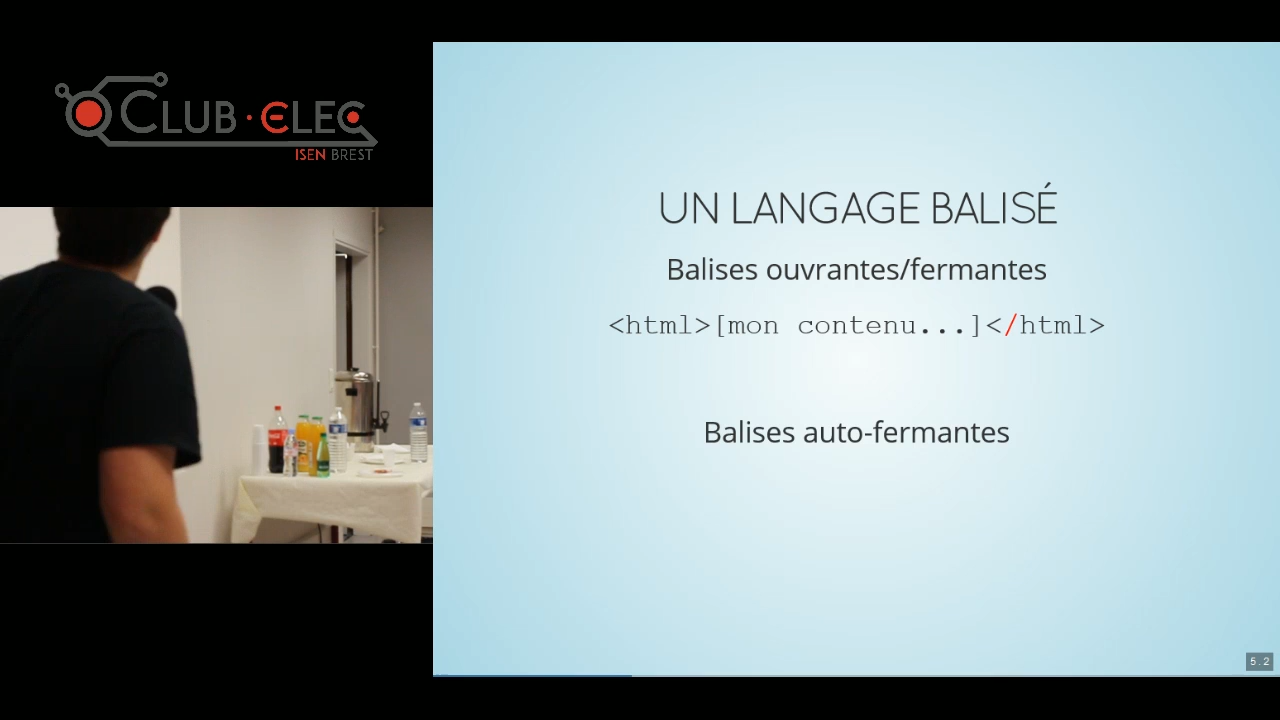 CLUB · ELEC
ISEN BREST
UN LANGAGE BALISÉ
Balises ouvrantes/fermantes
<html>[mon contenu...]</html>
Balises auto-fermantes
5.2